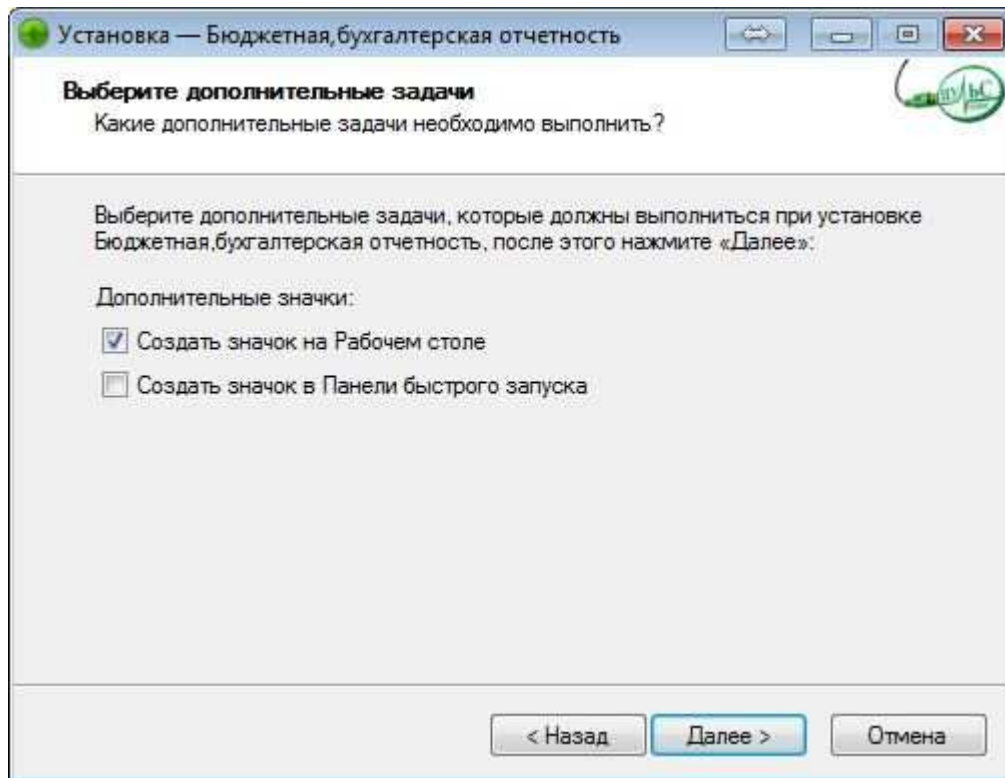 Установка — Бюджетная,бухгалтерская отчетность
Выберите дополнительные задачи
Какие дополнительные задачи необходимо выполнить?
Выберите дополнительные задачи, которые должны выполниться при установке
Бюджетная,бухгалтерская отчетность, после этого нажмите «Далее»:
Дополнительные значки:
Создать значок на Рабочем столе
Создать значок в Панели быстрого запуска
< Назад
Далее >
Отмена